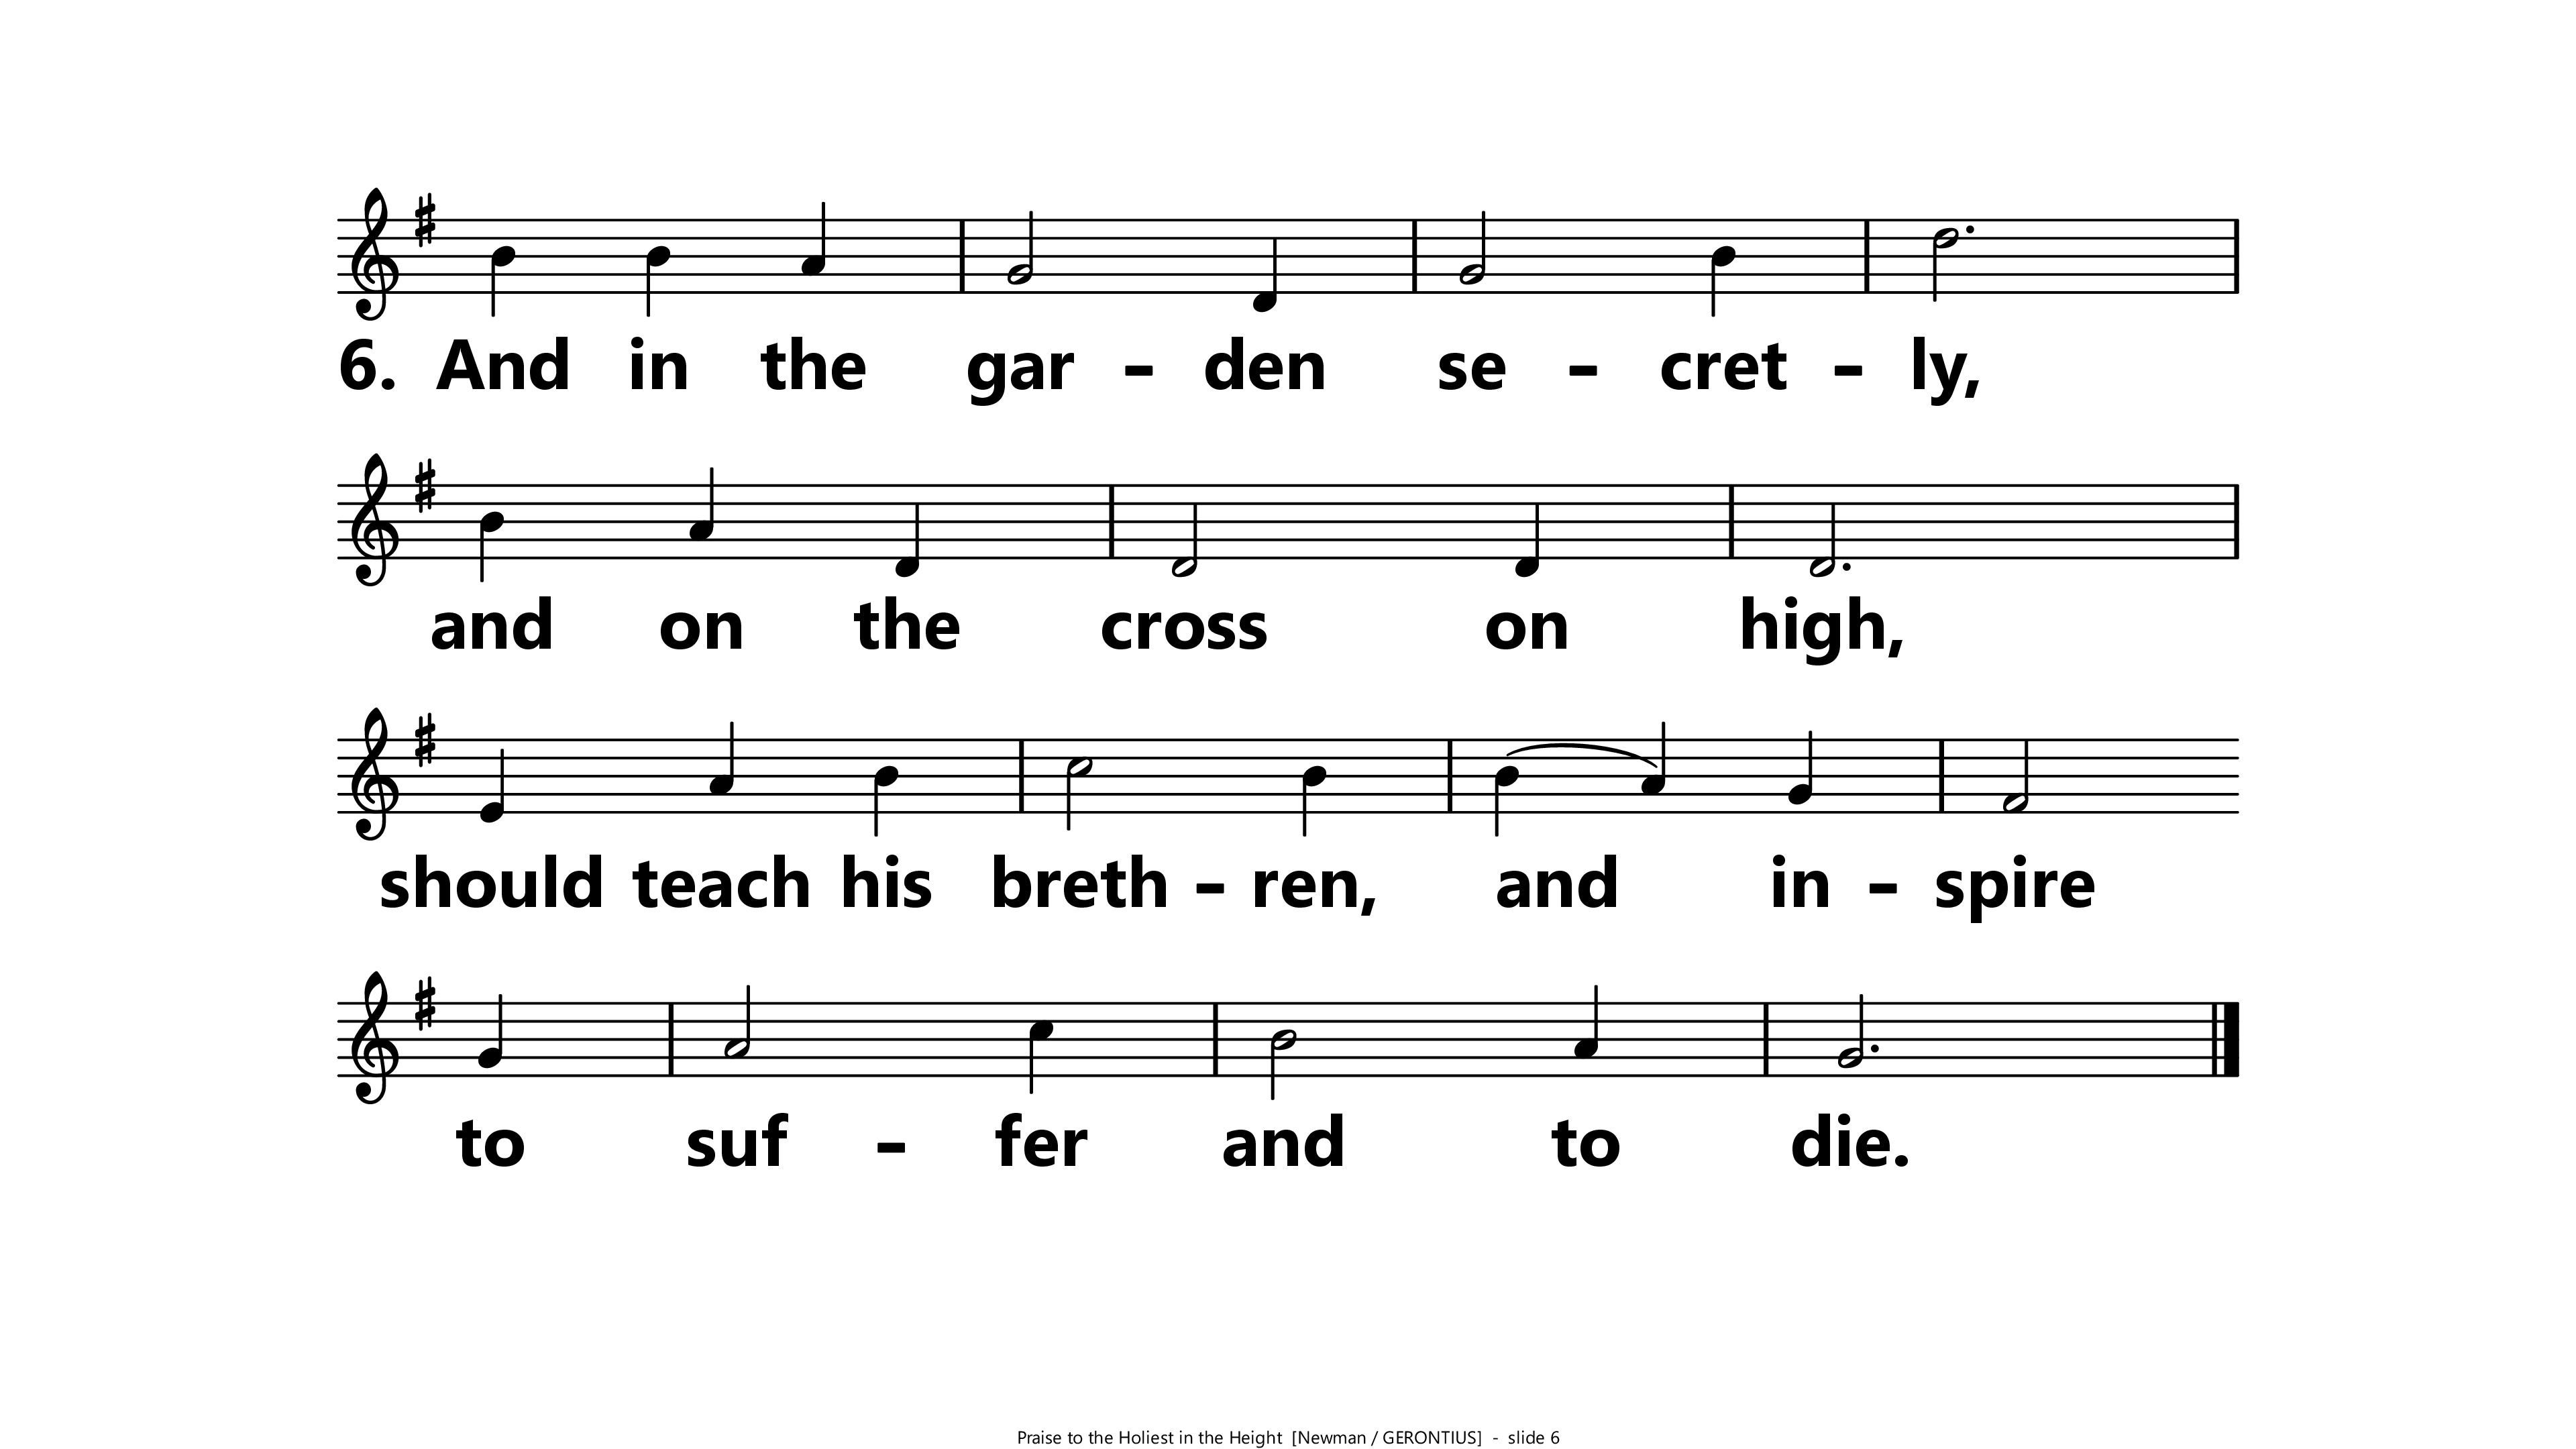 6. And in the gar - den se - cret - ly,
and on the cross on high,
should teach his breth - ren, and in - spire
to suf - fer and to die.
Praise to the Holiest in the Height [Newman / GERONTIUS] - slide 6